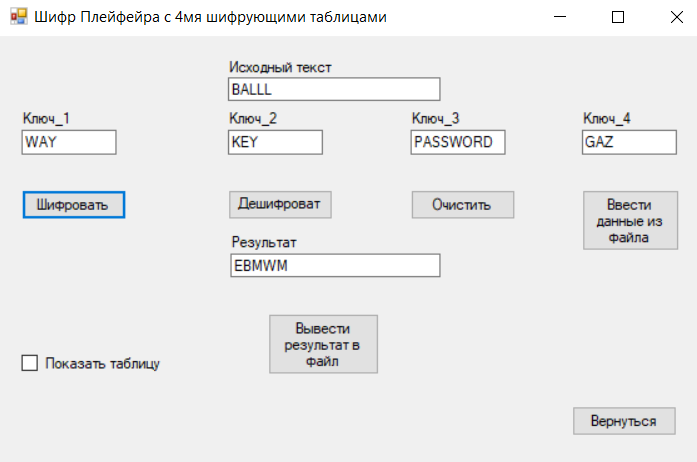 Шифр Плейфейра с 4мя шифрующими таблицами
Исходный текст
BALLL
Ключ_1
Ключ_2
Ключ_3
Ключ_4
WAY
KEY
PASSWORD
GAZ
Шифровать
Дешифроват
Очистить
Ввести
данные из
файла
Результат
EBMWM
Вывести
результат в
файл
Показать таблицу
Вернуться